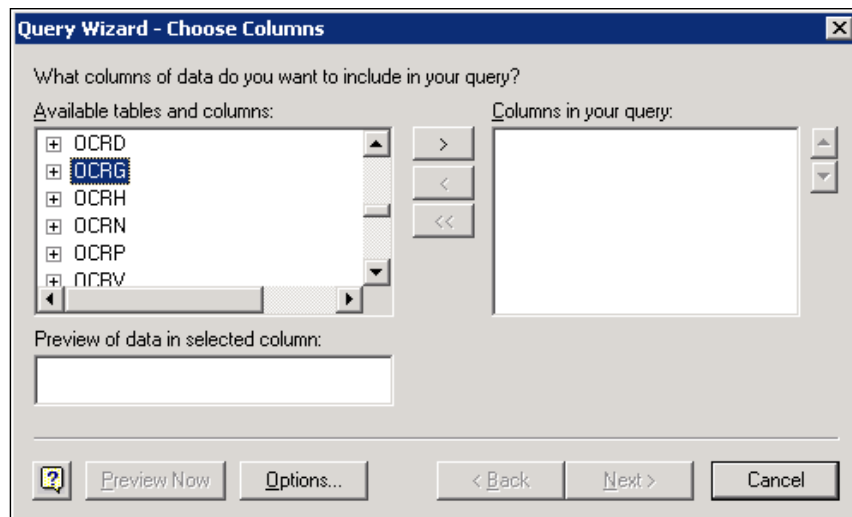 Query Wizard - Choose Columns
What columns of data do you want to include in your query?
Available tables and columns:
Columns in your query:
OCRD
OCRG
OCRH
OCRN
OCRP
OCRV
>
<
<<
Preview of data in selected column:
?
Preview Now
Options...
< Back
Next >
Cancel